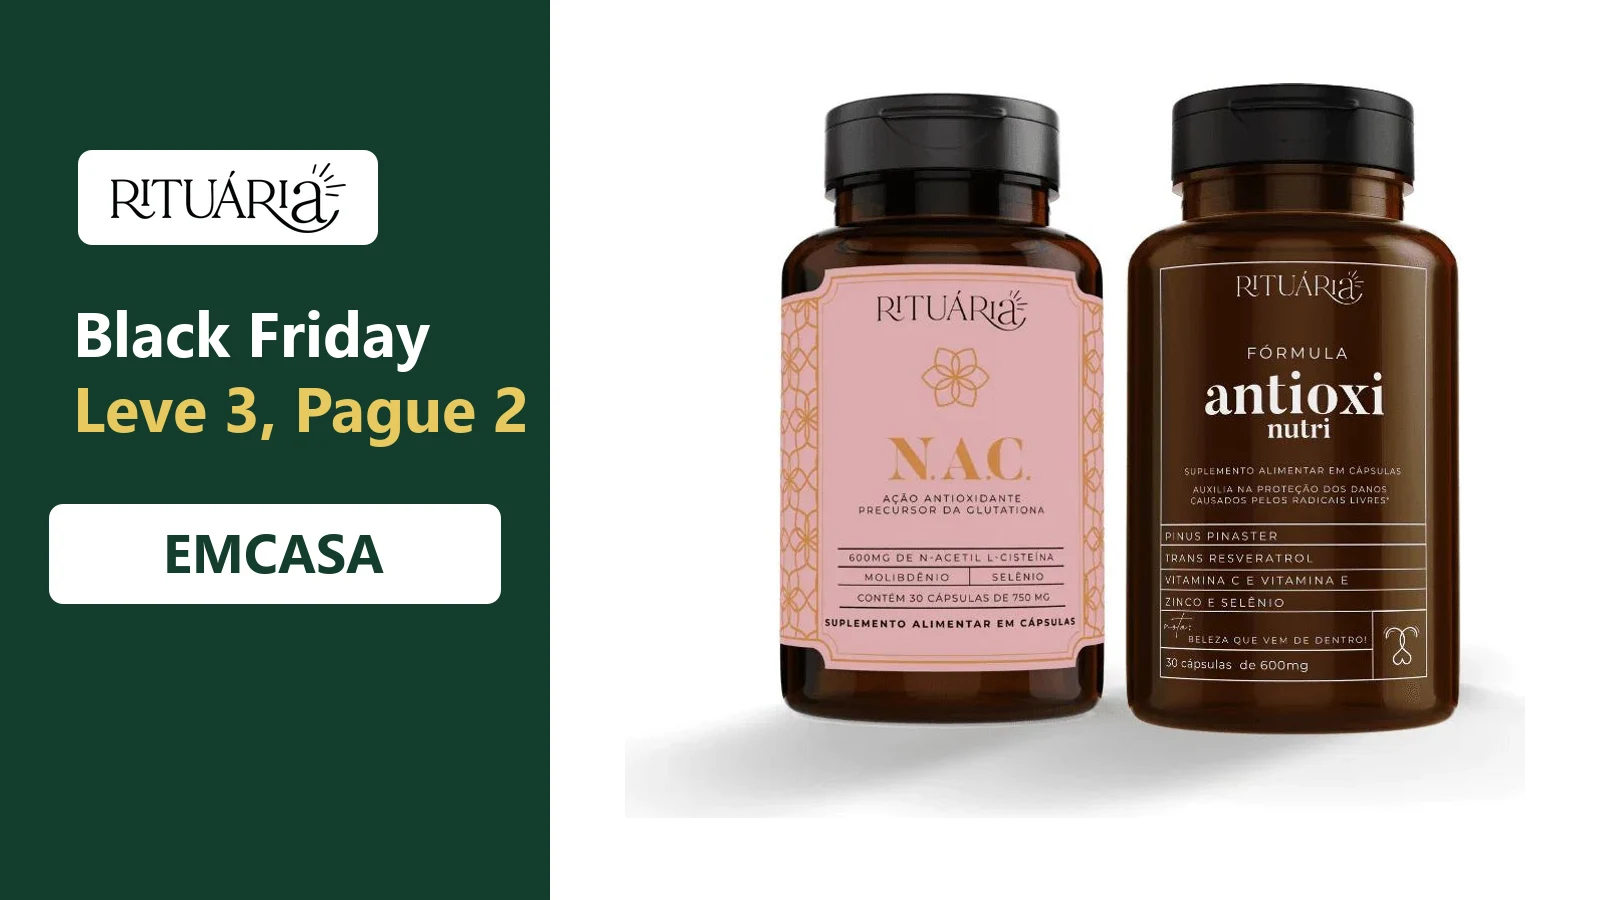 RITUÁRIa
Black Friday
Leve 3, Pague 2
EMCASA
RITUÁRIa
N.A.C.
AÇÃO ANTIOXIDANTE
PRECURSOR DA GLUTATIONA
600MG DE N-ACETIL L-CISTEÍNA
MOLIBDÊNIO SELÊNIO
CONTÉM 30 CÁPSULAS DE 750 MG
SUPLEMENTO ALIMENTAR EM CÁPSULAS
RITUÁRIa
FÓRMULA
antioxi
nutri
SUPLEMENTO ALIMENTAR EM CÁPSULAS
AUXILIA NA PROTEÇÃO DOS DANOS
CAUSADOS PELOS RADICAIS LIVRES*
PINUS PINASTER
TRANS RESVERATROL
VITAMINA C E VITAMINA E
ZINCO E SELÊNIO
nota:
BELEZA QUE VEM DE DENTRO!
30 cápsulas de 600mg